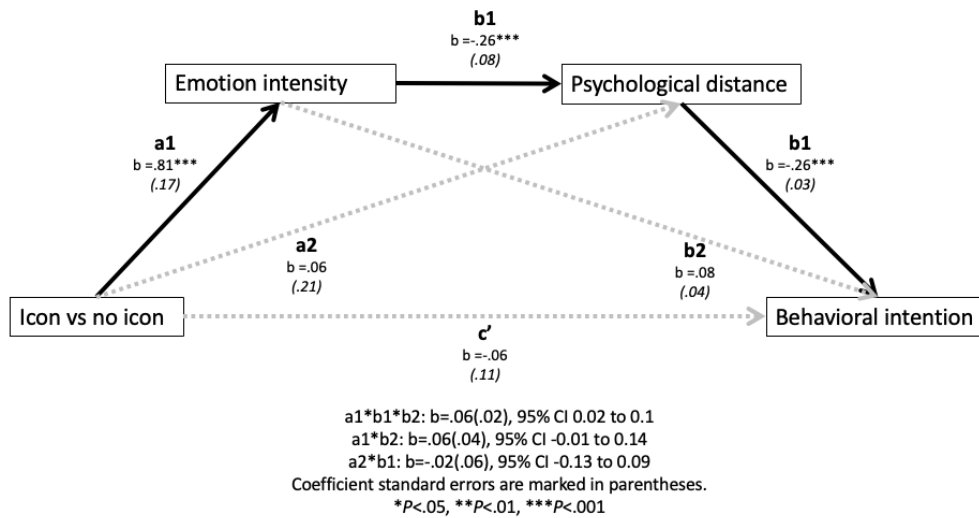 b1
b =-.26***
(.08)
Emotion intensity
Psychological distance
a1
b =.81***
(.17)
b1
b =-.26***
(.03)
a2
b =.06
(.21)
b2
b =.08
(.04)
Icon vs no icon
Behavioral intention
c’
b =-.06
(.11)
a1*b1*b2: b=.06(.02), 95% CI 0.02 to 0.1
a1*b2: b=.06(.04), 95% CI -0.01 to 0.14
a2*b1: b=-.02(.06), 95% CI -0.13 to 0.09
Coefficient standard errors are marked in parentheses.
*P<.05, **P<.01, ***P<.001